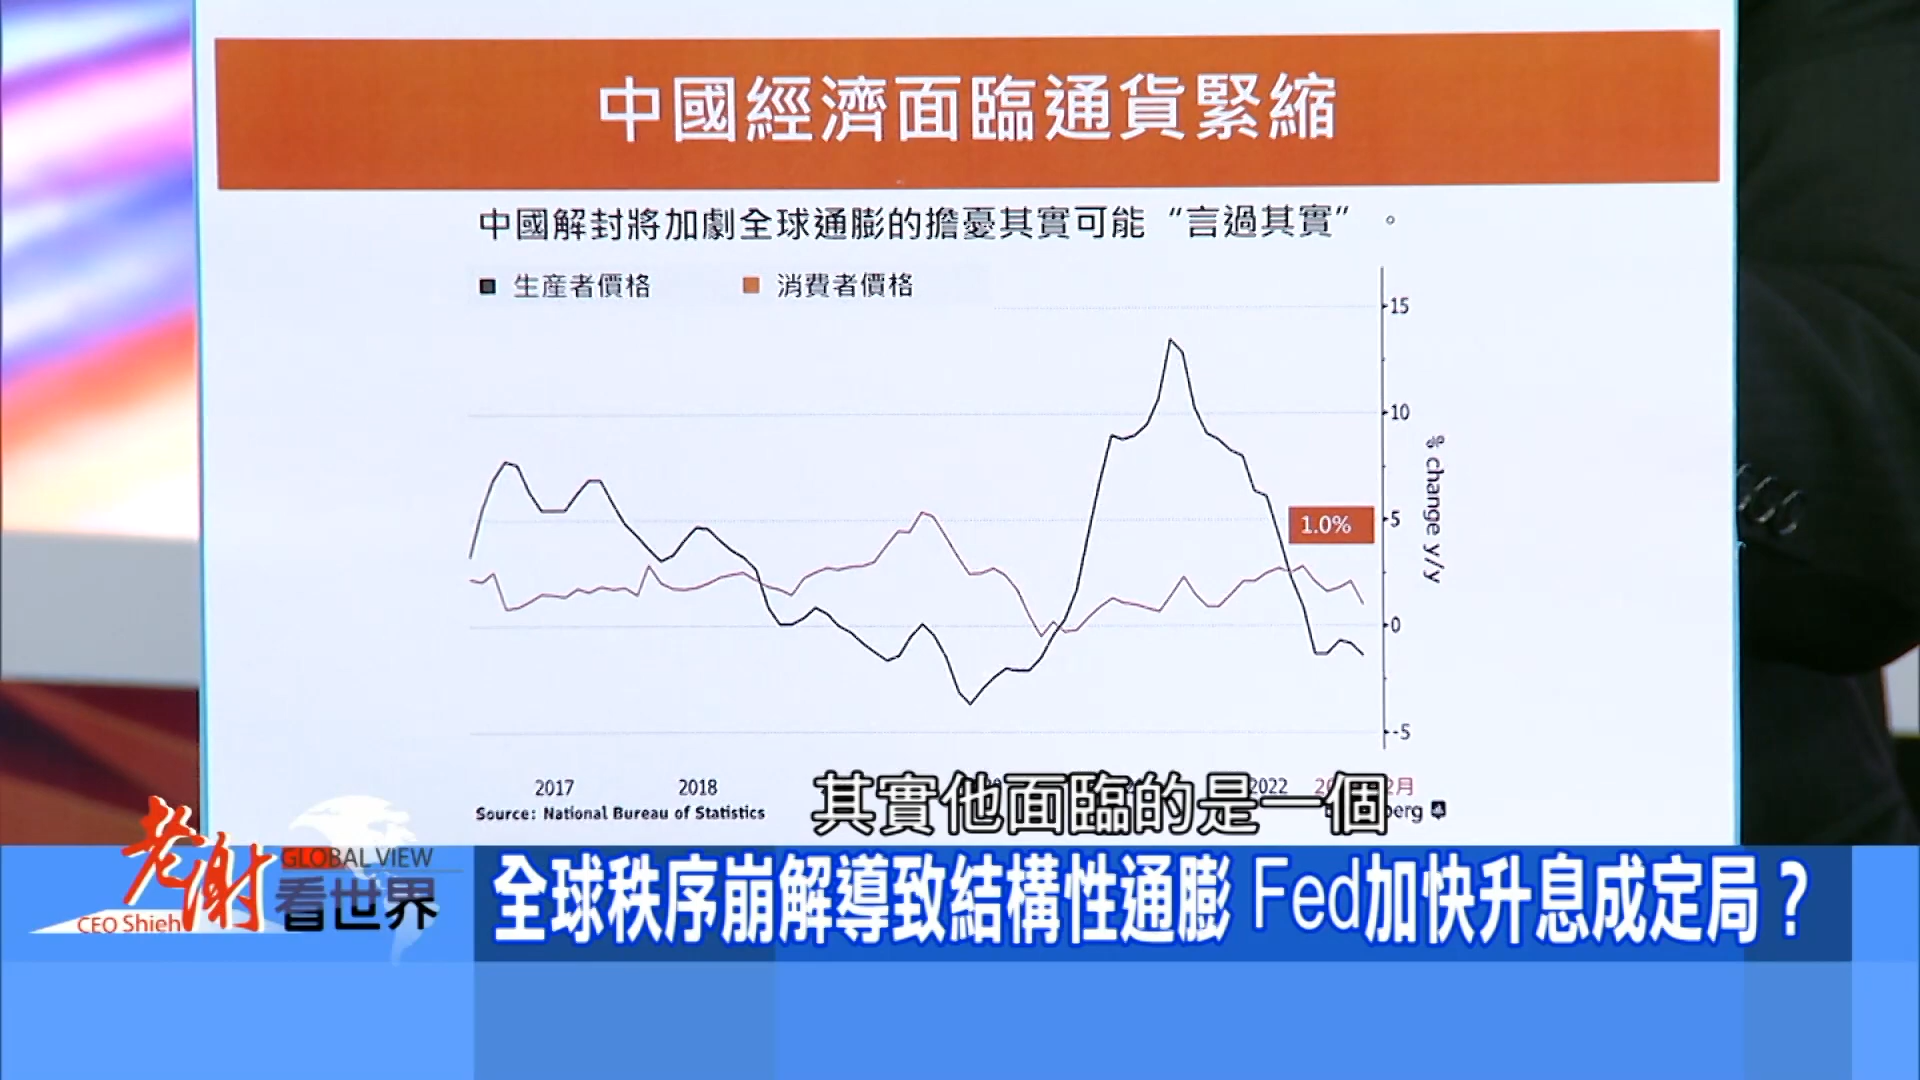 中國經濟面臨通貨緊縮
中國解封將加劇全球通膨的擔憂其實可能“言過其實”。
生產者價格
消費者價格
15
10
5
0
-5
1.0%
% change y/y
2017
2018
2022
月
Source: National Bureau of Statistics
其實他面臨的是一個
老謝
GLOBAL VIEW
看世界
CEO Shieh
全球秩序崩解導致結構性通膨 Fed加快升息成定局？